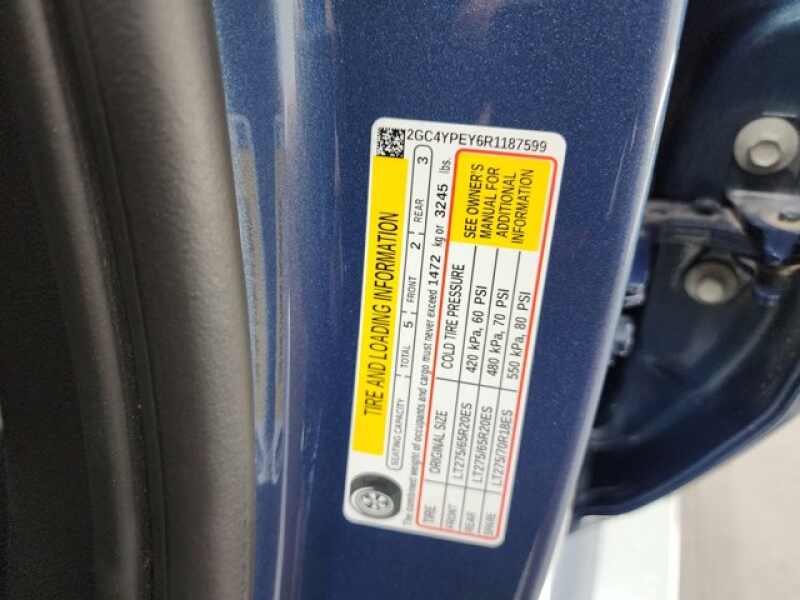 2GC4YPEY6R1187599
TIRE AND LOADING INFORMATION
SEATING CAPACITY TOTAL 5 FRONT 2 REAR 3
The combined weight of occupants and cargo must never exceed 1472 kg or 3245 lbs.
TIRE ORIGINAL SIZE COLD TIRE PRESSURE
FRONT LT275/65R20ES 420 kPa, 60 PSI
REAR LT275/65R20ES 480 kPa, 70 PSI
SPARE LT275/70R18ES 550 kPa, 80 PSI
SEE OWNER'S
MANUAL FOR
ADDITIONAL
INFORMATION